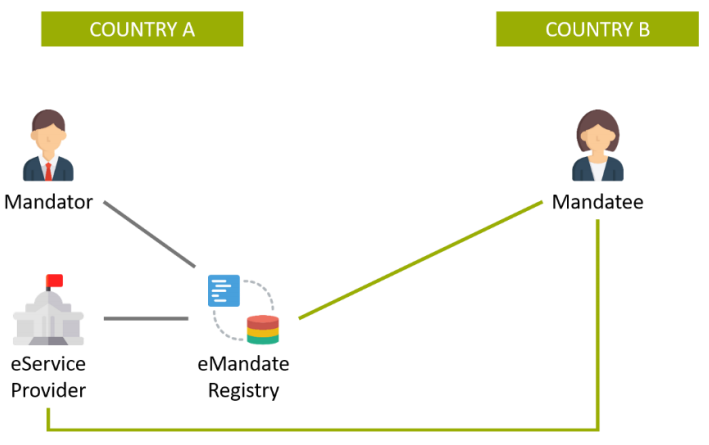 COUNTRY A
COUNTRY B
Mandator
Mandatee
eService
Provider
eMandate
Registry